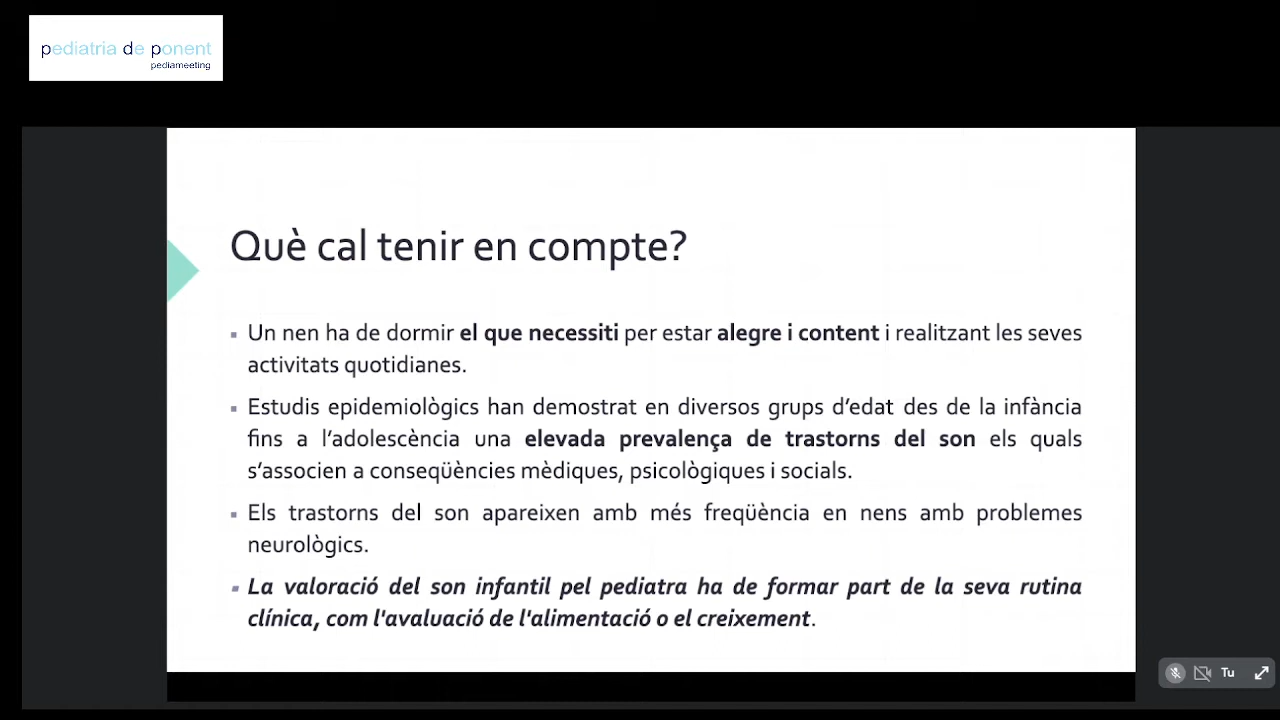 pediatria de ponent
pediameeting
Què cal tenir en compte?
▪ Un nen ha de dormir el que necessiti per estar alegre i content i realitzant les seves
activitats quotidianes.
▪ Estudis epidemiològics han demostrat en diversos grups d’edat des de la infància
fins a l’adolescència una elevada prevalença de trastorns del son els quals
s’associen a conseqüències mèdiques, psicològiques i socials.
▪ Els trastorns del son apareixen amb més freqüència en nens amb problemes
neurològics.
▪ La valoració del son infantil pel pediatra ha de formar part de la seva rutina
clínica, com l'avaluació de l'alimentació o el creixement.
Tu